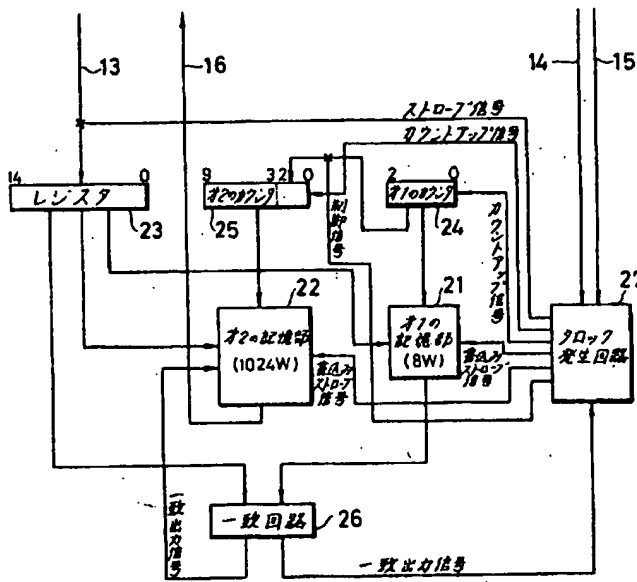 13
16
14
15
ストローブ信号
カウントアップ信号
14 0
レジスタ
23
9 3 2 0
オ2のカウンタ
25
制御信号
2 0
オ1のカウンタ
24
カウントアップ信号
22
オ2の
記憶部
(1024W)
書込み
ストローブ
信号
21
オ1の
記憶部
(8W)
書込み
ストローブ
信号
27
クロック
発生回路
一致回路
26
一致出力信号
一致出力信号